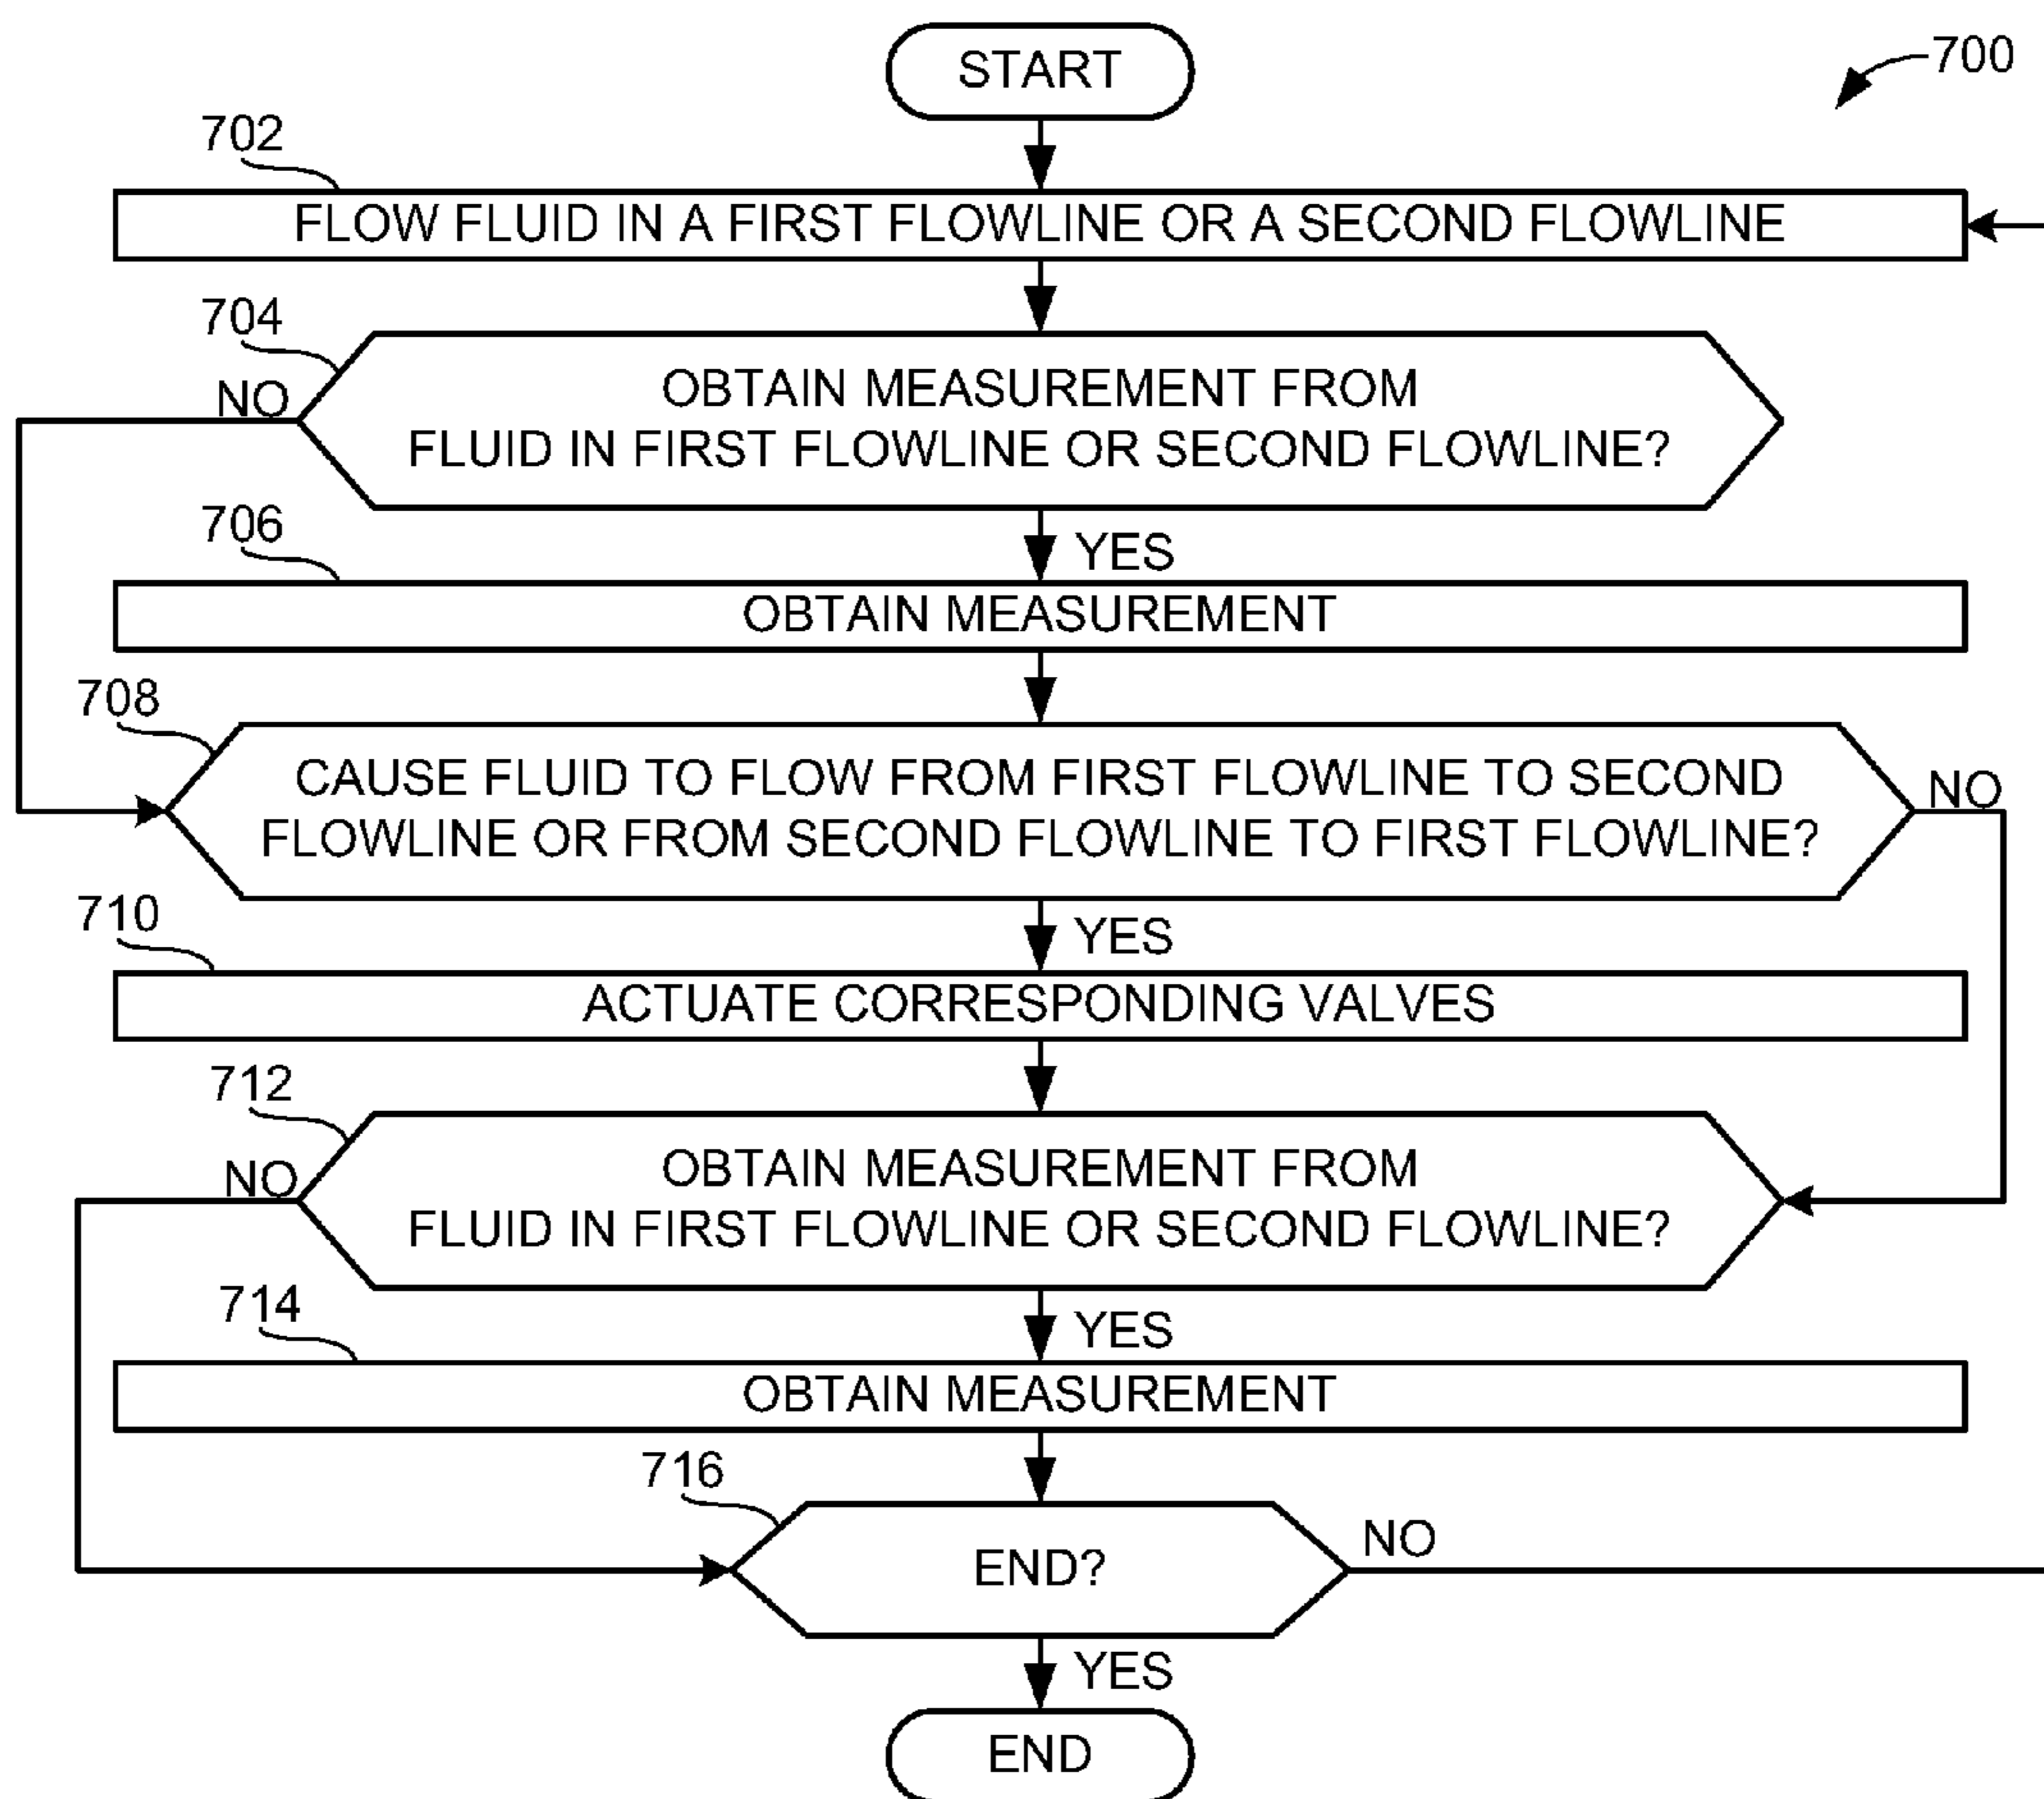 START
700
702
FLOW FLUID IN A FIRST FLOWLINE OR A SECOND FLOWLINE
704
NO
OBTAIN MEASUREMENT FROM
FLUID IN FIRST FLOWLINE OR SECOND FLOWLINE?
706
YES
OBTAIN MEASUREMENT
708
CAUSE FLUID TO FLOW FROM FIRST FLOWLINE TO SECOND
FLOWLINE OR FROM SECOND FLOWLINE TO FIRST FLOWLINE?
NO
710
YES
ACTUATE CORRESPONDING VALVES
712
NO
OBTAIN MEASUREMENT FROM
FLUID IN FIRST FLOWLINE OR SECOND FLOWLINE?
714
YES
OBTAIN MEASUREMENT
716
END?
NO
YES
END